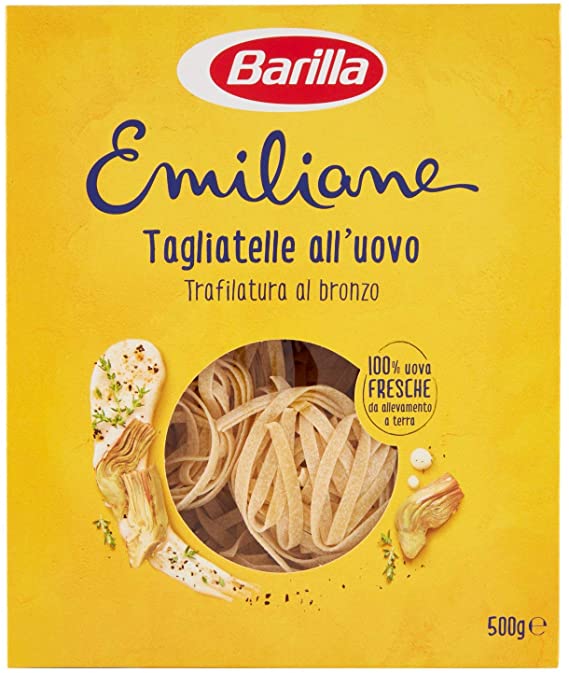 Barilla
Emiliane
Tagliatelle all'uovo
Trafilatura al bronzo
100% uova
FRESCHE
da allevamento
a terra
500g e